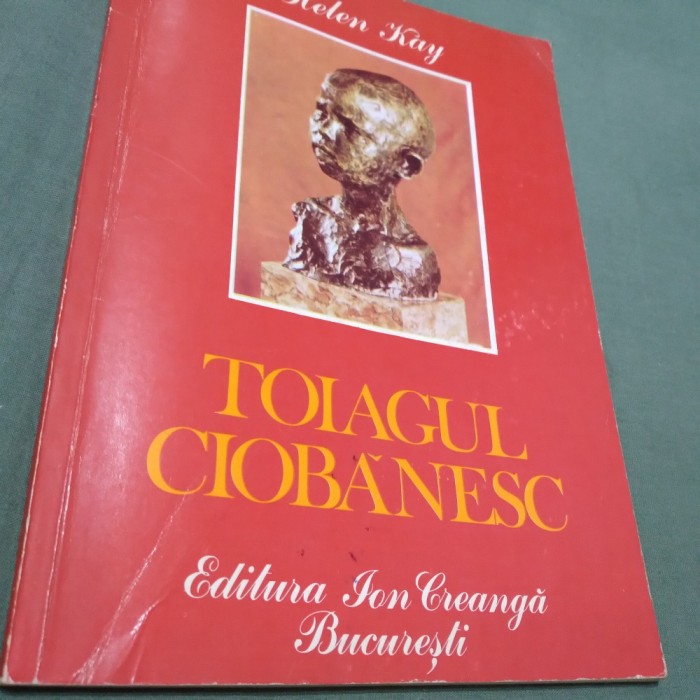 Helen Kay
TOIAGUL
CIOBĂNESC
Editura Ion Creangă
București